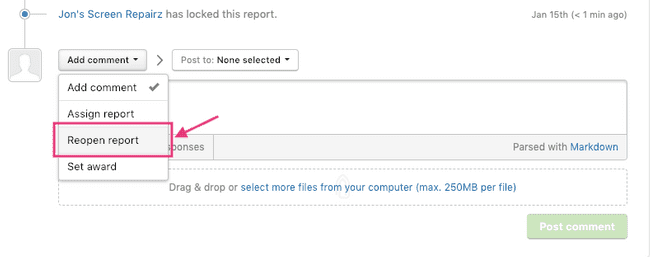 Jon's Screen Repairz has locked this report.
Jan 15th (< 1 min ago)
Add comment
Post to: None selected
Add comment
Assign report
Reopen report
Set award
sponses
Parsed with Markdown
Drag & drop or select more files from your computer (max. 250MB per file)
Post comment